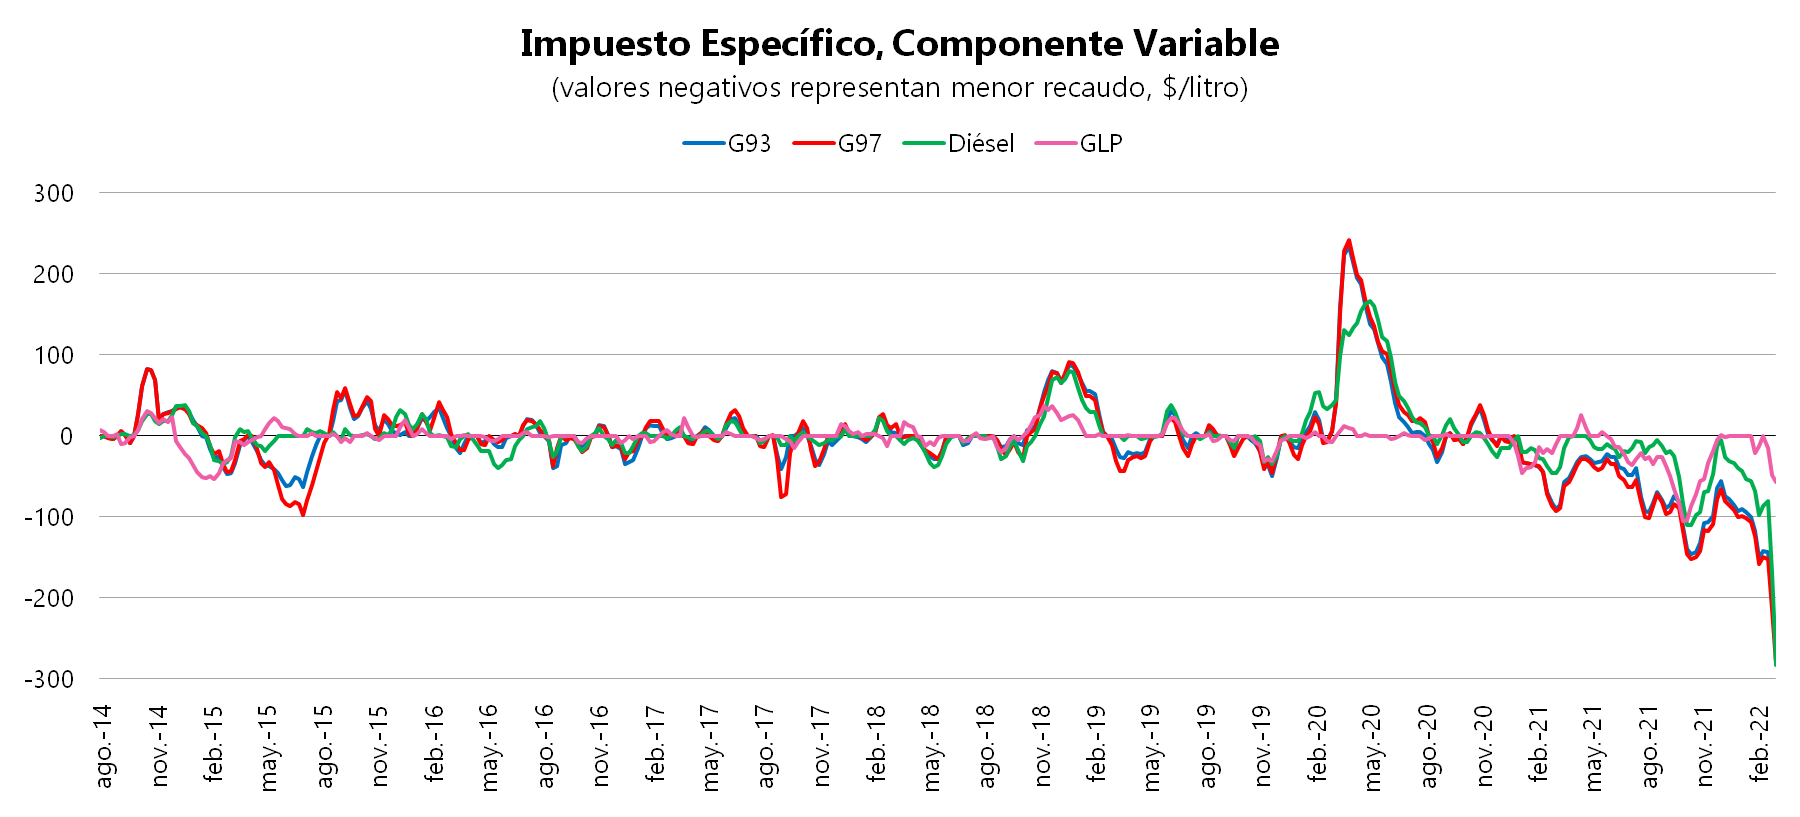 Impuesto Específico, Componente Variable
(valores negativos representan menor recaudo, $/litro)
G93 G97 Diésel GLP
300
200
100
0
-100
-200
-300
ago.-14
nov.-14
feb.-15
may.-15
ago.-15
nov.-15
feb.-16
may.-16
ago.-16
nov.-16
feb.-17
may.-17
ago.-17
nov.-17
feb.-18
may.-18
ago.-18
nov.-18
feb.-19
may.-19
ago.-19
nov.-19
feb.-20
may.-20
ago.-20
nov.-20
feb.-21
may.-21
ago.-21
nov.-21
feb.-22